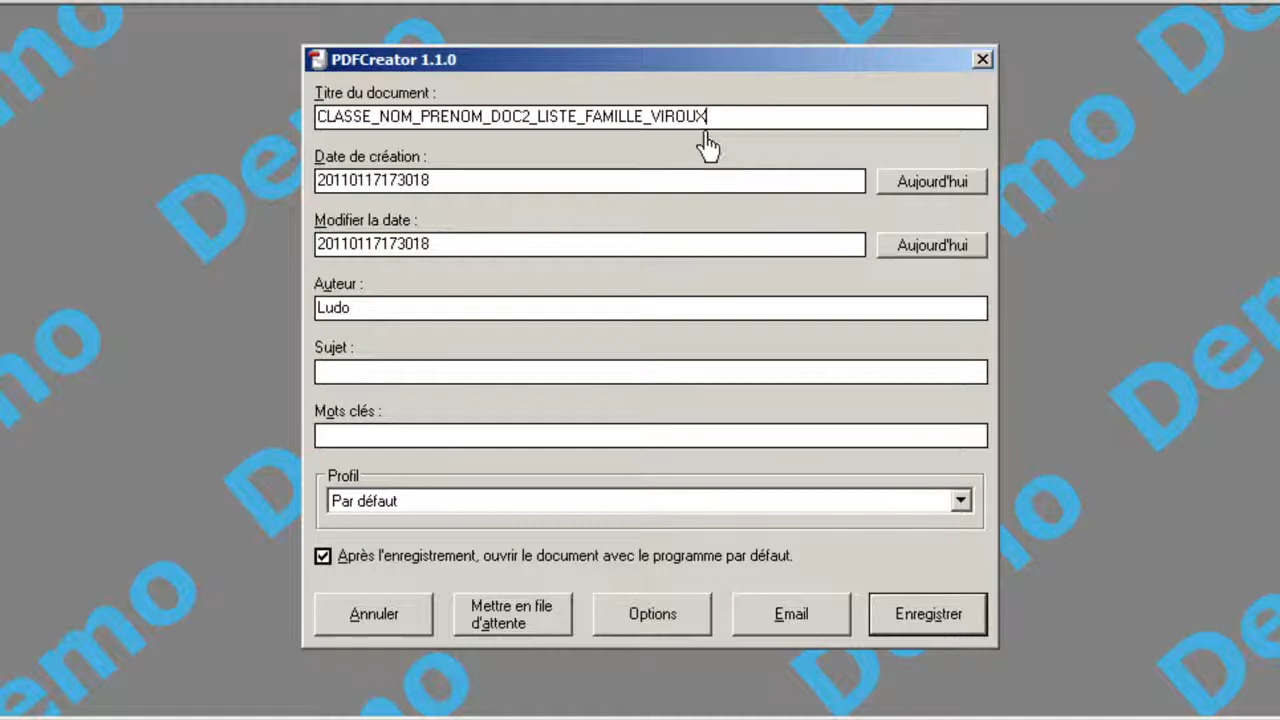 PDFCreator 1.1.0
Titre du document :
CLASSE_NOM_PRENOM_DOC2_LISTE_FAMILLE_VIROUX
Date de création :
20110117173018
Aujourd'hui
Modifier la date :
20110117173018
Aujourd'hui
Auteur :
Ludo
Sujet :
Mots clés :
Profil
Par défaut
Après l'enregistrement, ouvrir le document avec le programme par défaut.
Annuler
Mettre en file
d'attente
Options
Email
Enregistrer
Demo
Demo